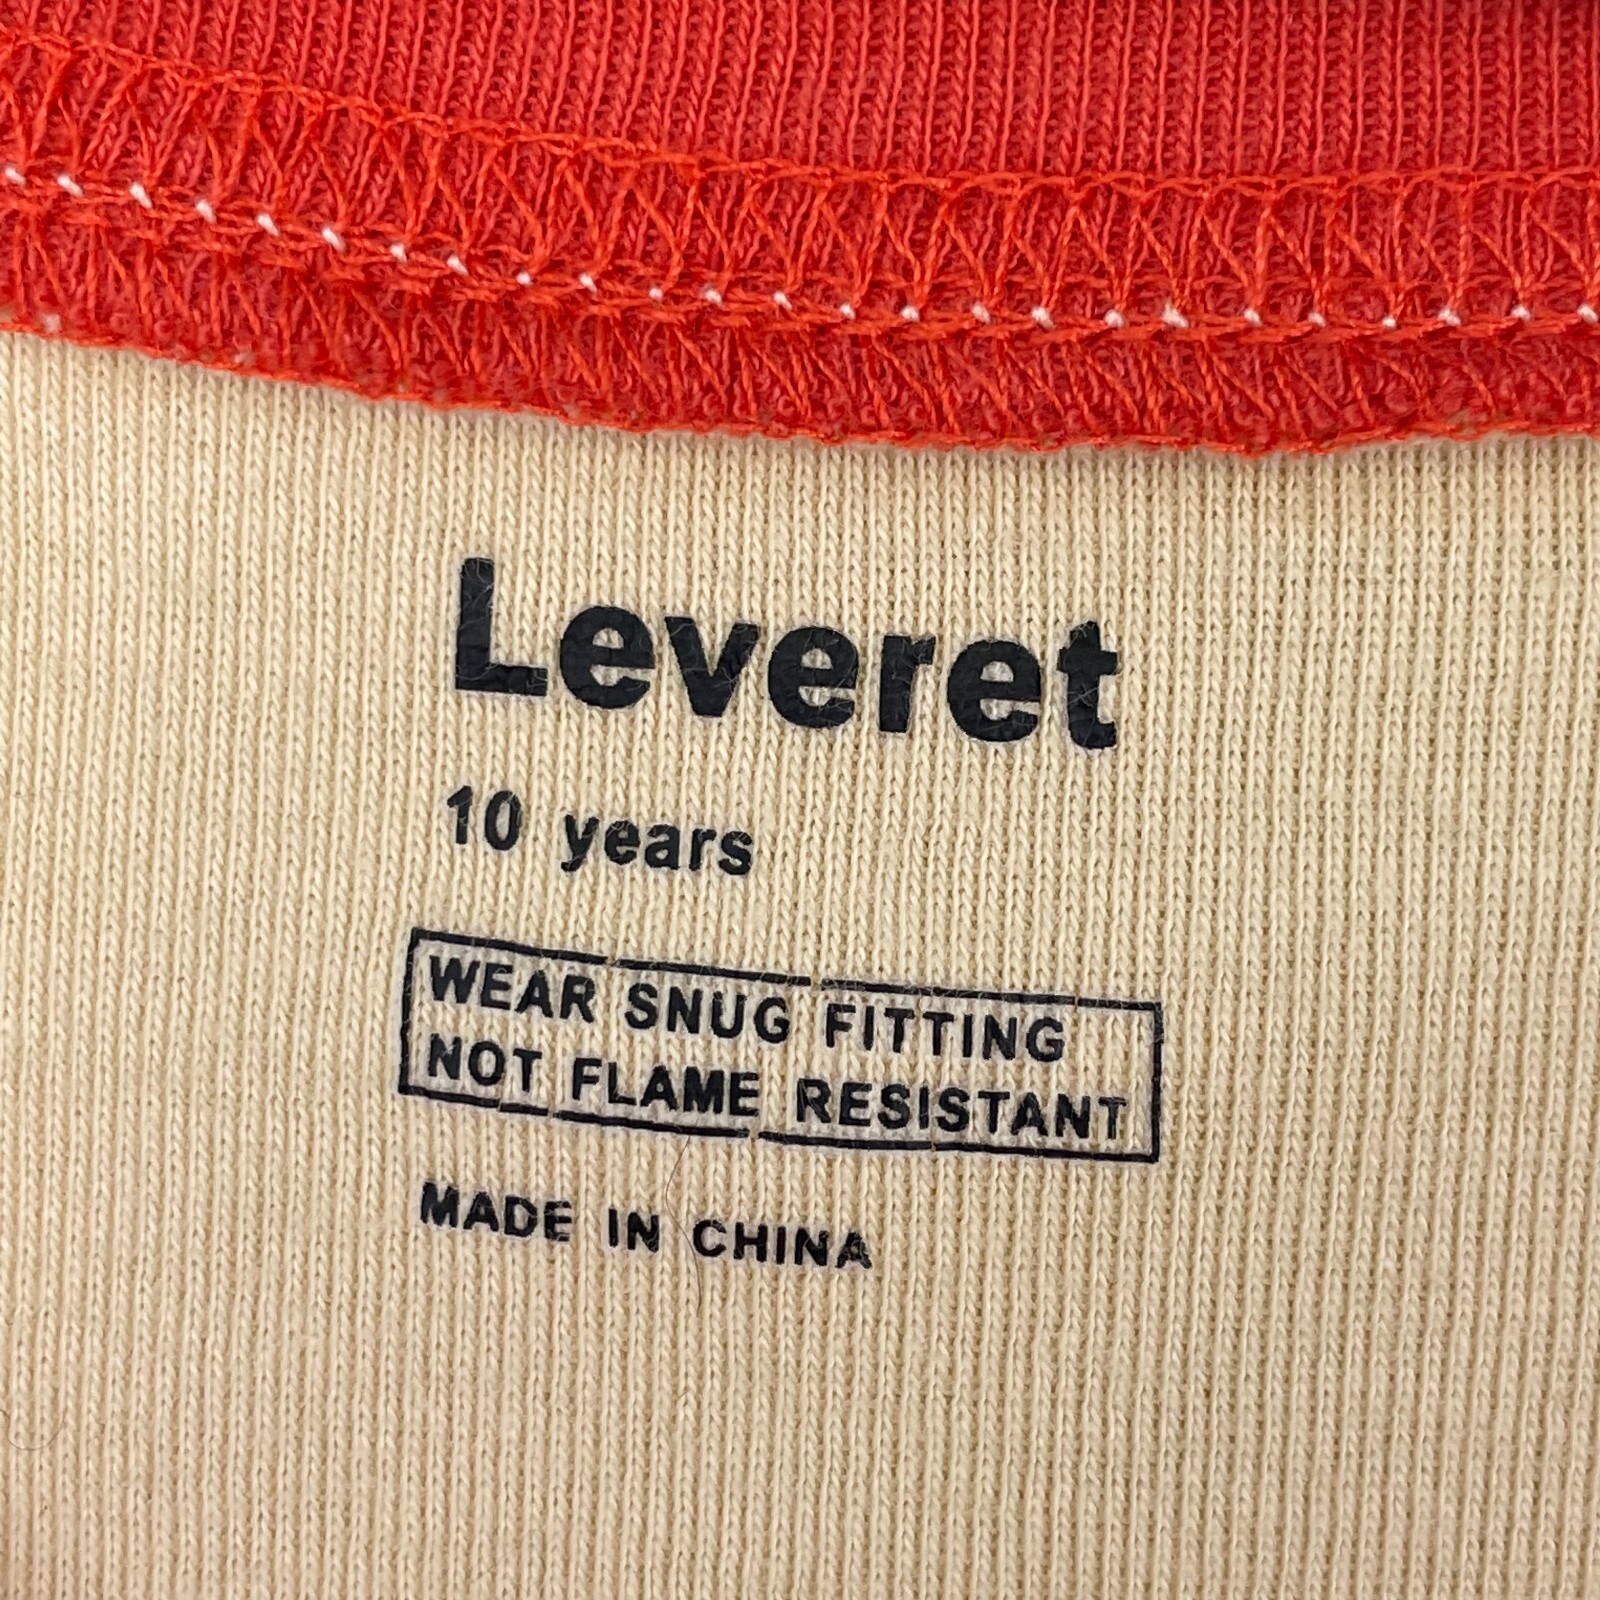 Leveret
10 years
WEAR SNUG FITTING
NOT FLAME RESISTANT
MADE IN CHINA